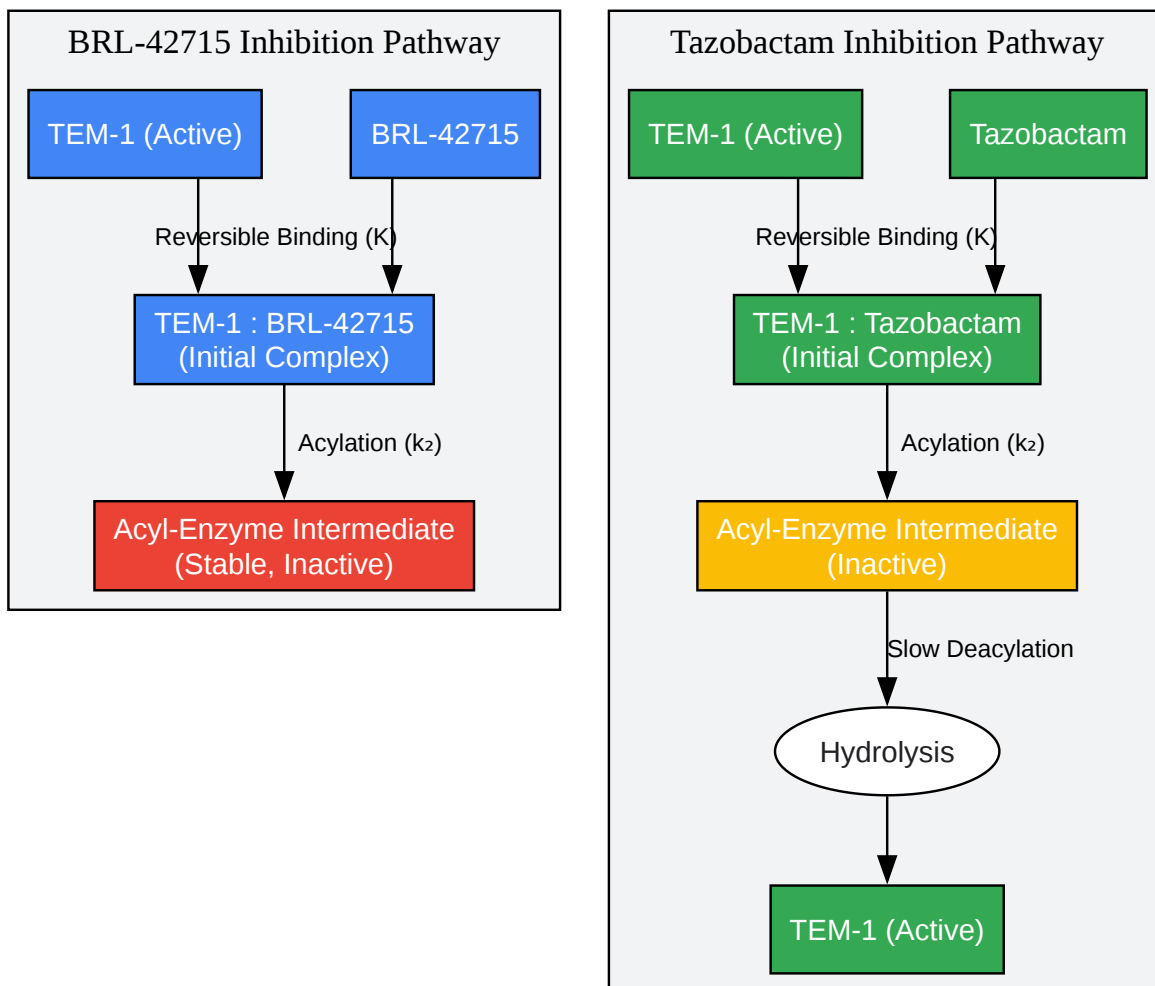 BRL-42715 Inhibition Pathway
TEM-1 (Active)
BRL-42715
Reversible Binding (K)
TEM-1 : BRL-42715
(Initial Complex)
Acylation (k₂)
Acyl-Enzyme Intermediate
(Stable, Inactive)
Tazobactam Inhibition Pathway
TEM-1 (Active)
Tazobactam
Reversible Binding (K)
TEM-1 : Tazobactam
(Initial Complex)
Acylation (k₂)
Acyl-Enzyme Intermediate
(Inactive)
Slow Deacylation
Hydrolysis
TEM-1 (Active)